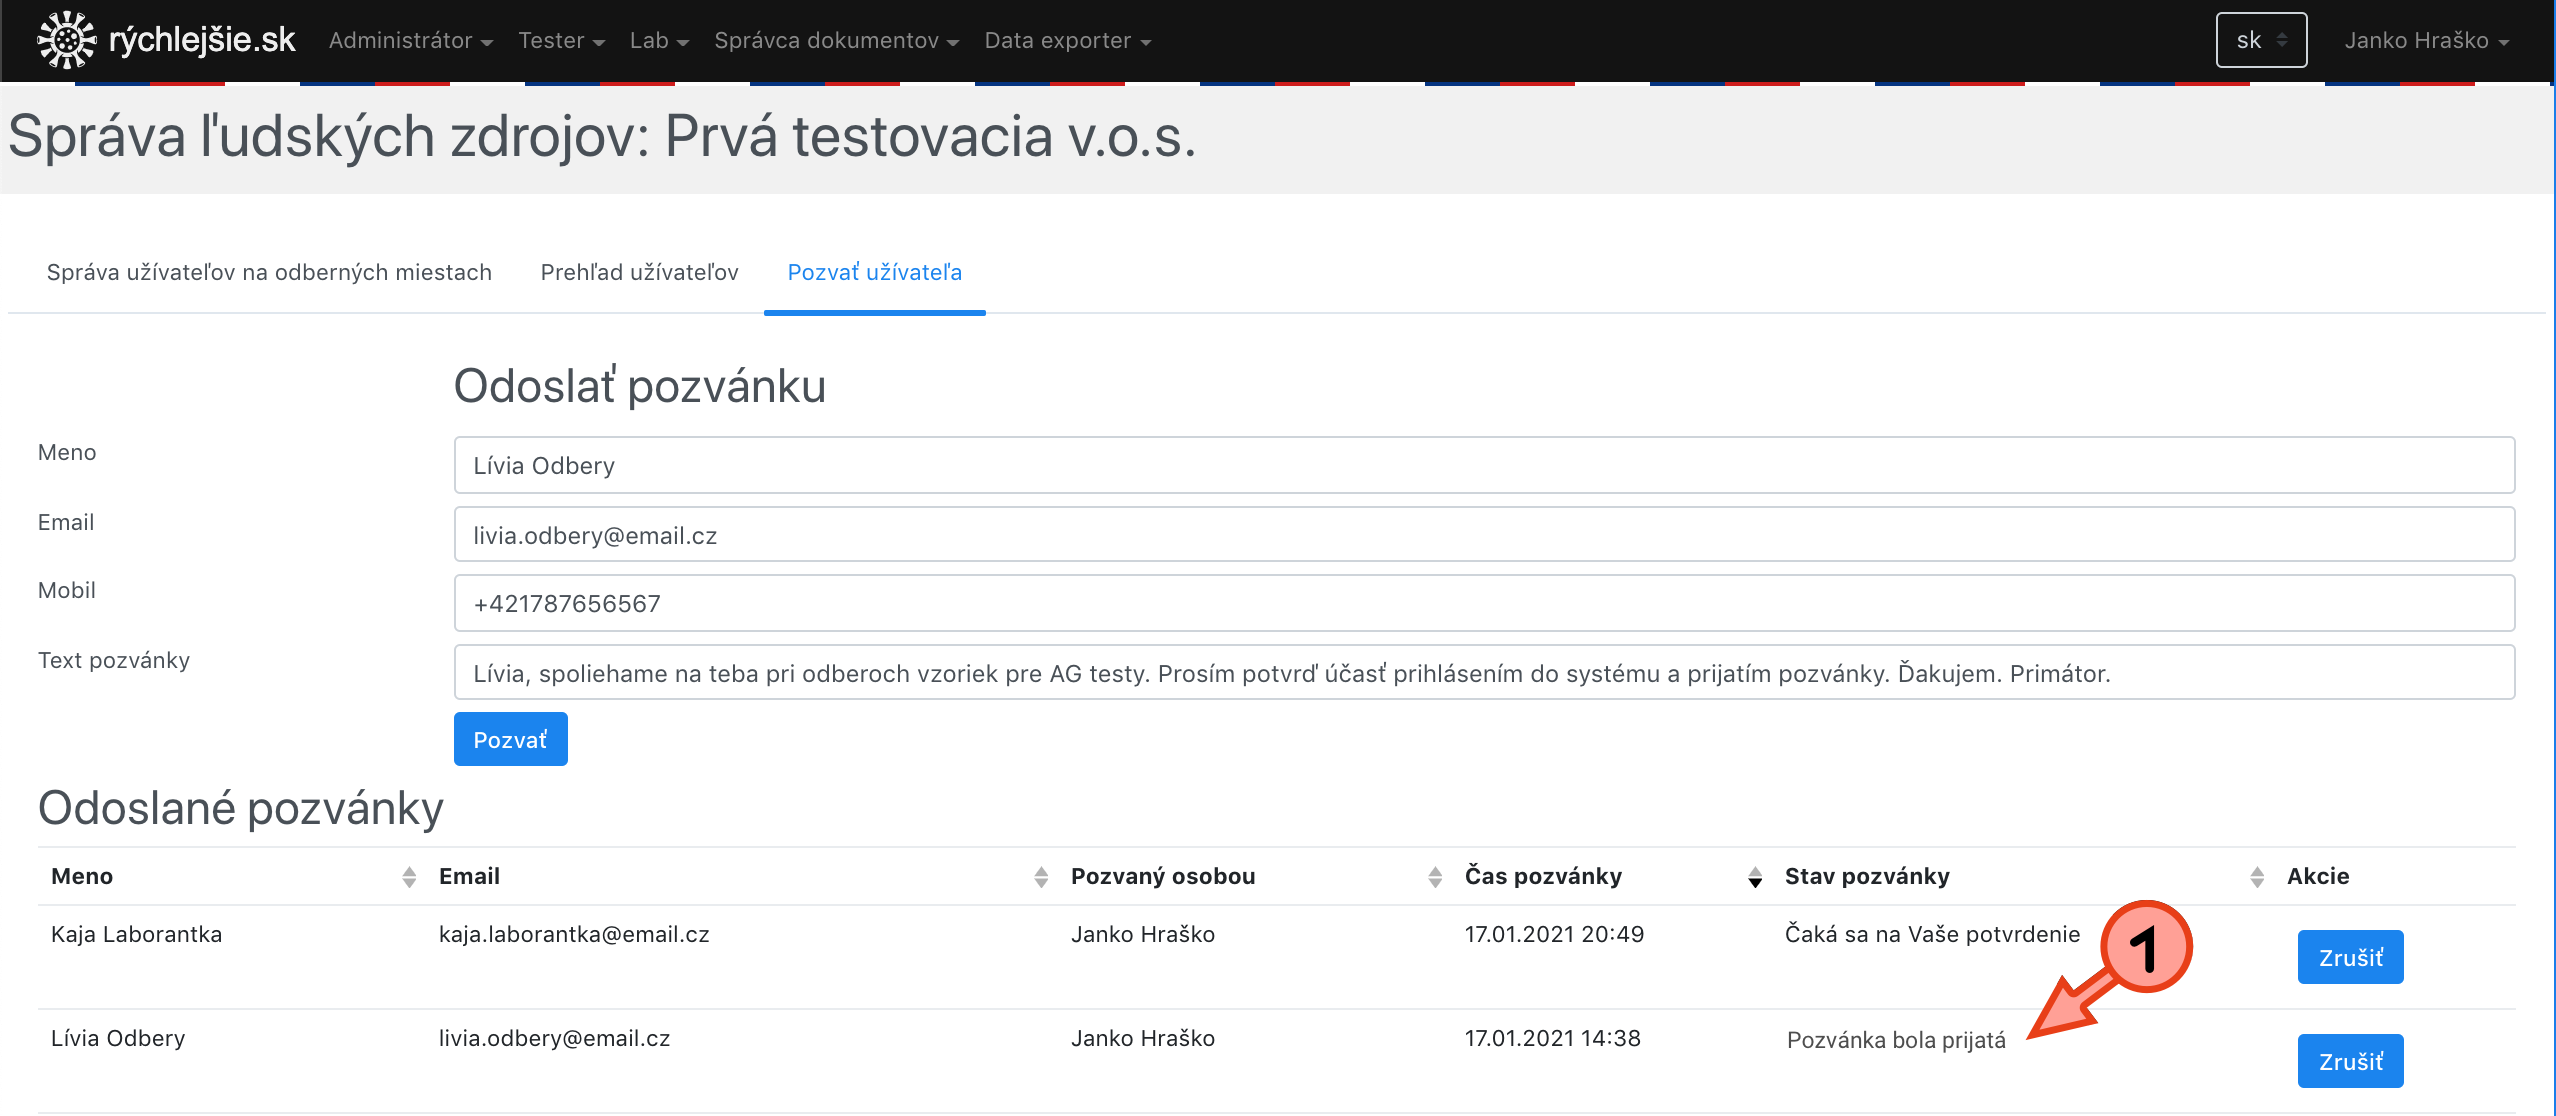 rýchlejšie.sk Administrátor Tester Lab Správca dokumentov Data exporter sk Janko Hraško
Správa ľudských zdrojov: Prvá testovacia v.o.s.
Správa užívateľov na odberných miestach Prehľad užívateľov Pozvať užívateľa
Odoslať pozvánku
Meno Lívia Odbery
Email livia.odbery@email.cz
Mobil +421787656567
Text pozvánky Lívia, spoliehame na teba pri odberoch vzoriek pre AG testy. Prosím potvrď účasť prihlásením do systému a prijatím pozvánky. Ďakujem. Primátor.
Pozvať
Odoslané pozvánky
Meno Email Pozvaný osobou Čas pozvánky Stav pozvánky Akcie
Kaja Laborantka kaja.laborantka@email.cz Janko Hraško 17.01.2021 20:49 Čaká sa na Vaše potvrdenie 1 Zrušiť
Lívia Odbery livia.odbery@email.cz Janko Hraško 17.01.2021 14:38 Pozvánka bola prijatá Zrušiť